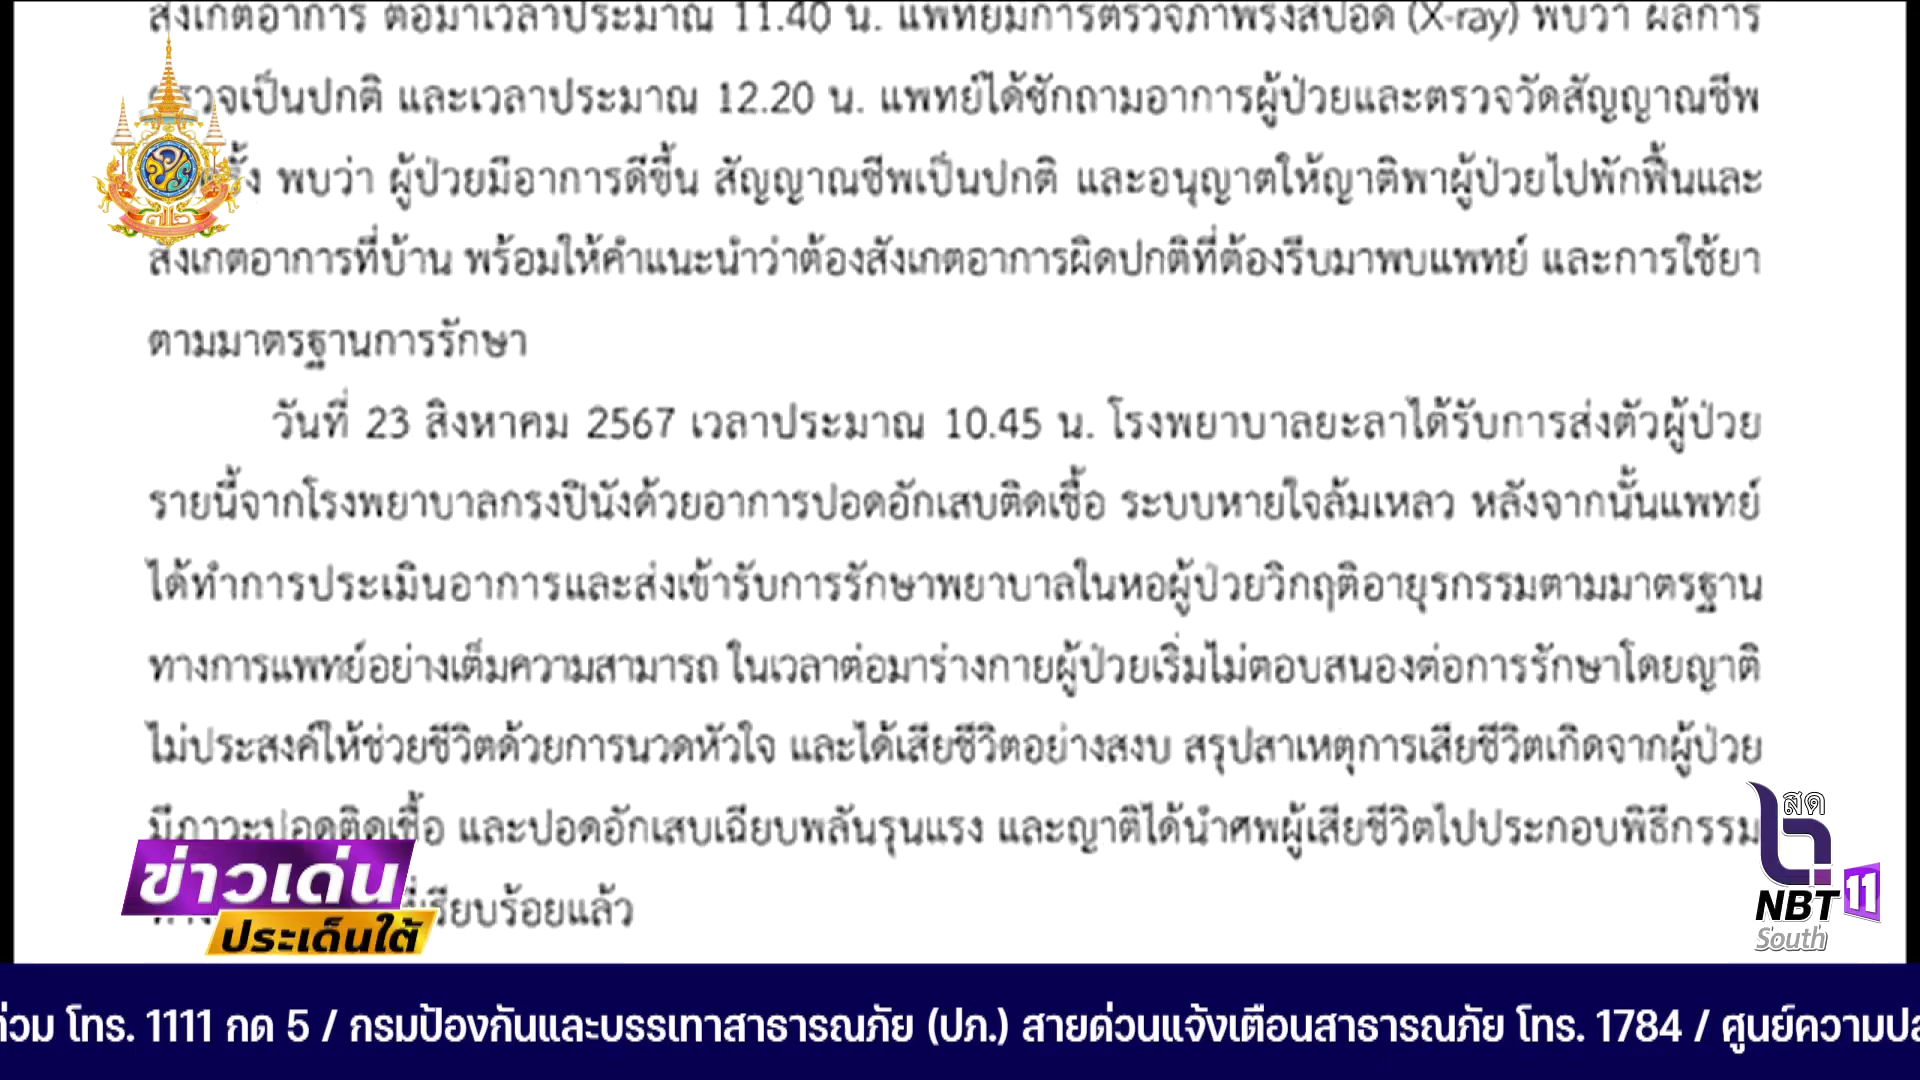 สังเกตอาการ ต่อมาเวลาประมาณ 11.40 น. แพทย์มีการตรวจภาพรังสีปอด (X-ray) พบว่า ผลการ
ตรวจเป็นปกติ และเวลาประมาณ 12.20 น. แพทย์ได้ซักถามอาการผู้ป่วยและตรวจวัดสัญญาณชีพ
พบว่า ผู้ป่วยมีอาการดีขึ้น สัญญาณชีพเป็นปกติ และอนุญาตให้ญาติพาผู้ป่วยไปพักฟื้นและ
สังเกตอาการที่บ้าน พร้อมให้คำแนะนำว่าต้องสังเกตอาการผิดปกติที่ต้องรีบมาพบแพทย์ และการใช้ยา
ตามมาตรฐานการรักษา
วันที่ 23 สิงหาคม 2567 เวลาประมาณ 10.45 น. โรงพยาบาลยะลาได้รับการส่งตัวผู้ป่วย
รายนี้จากโรงพยาบาลกรงปินังด้วยอาการปอดอักเสบติดเชื้อ ระบบหายใจล้มเหลว หลังจากนั้นแพทย์
ได้ทำการประเมินอาการและส่งเข้ารับการรักษาพยาบาลในหอผู้ป่วยวิกฤติอายุรกรรมตามมาตรฐาน
ทางการแพทย์อย่างเต็มความสามารถ ในเวลาต่อมาร่างกายผู้ป่วยเริ่มไม่ตอบสนองต่อการรักษาโดยญาติ
ไม่ประสงค์ให้ช่วยชีวิตด้วยการนวดหัวใจ และได้เสียชีวิตอย่างสงบ สรุปสาเหตุการเสียชีวิตเกิดจากผู้ป่วย
มีภาวะปอดติดเชื้อ และปอดอักเสบเฉียบพลันรุนแรง และญาติได้นำศพผู้เสียชีวิตไปประกอบพิธีกรรม
เรียบร้อยแล้ว
ข่าวเด่น
ประเด็นใต้
สด
NBT 11
South
ท่วม โทร. 1111 กด 5 / กรมป้องกันและบรรเทาสาธารณภัย (ปภ.) สายด่วนแจ้งเตือนสาธารณภัย โทร. 1784 / ศูนย์ความปล